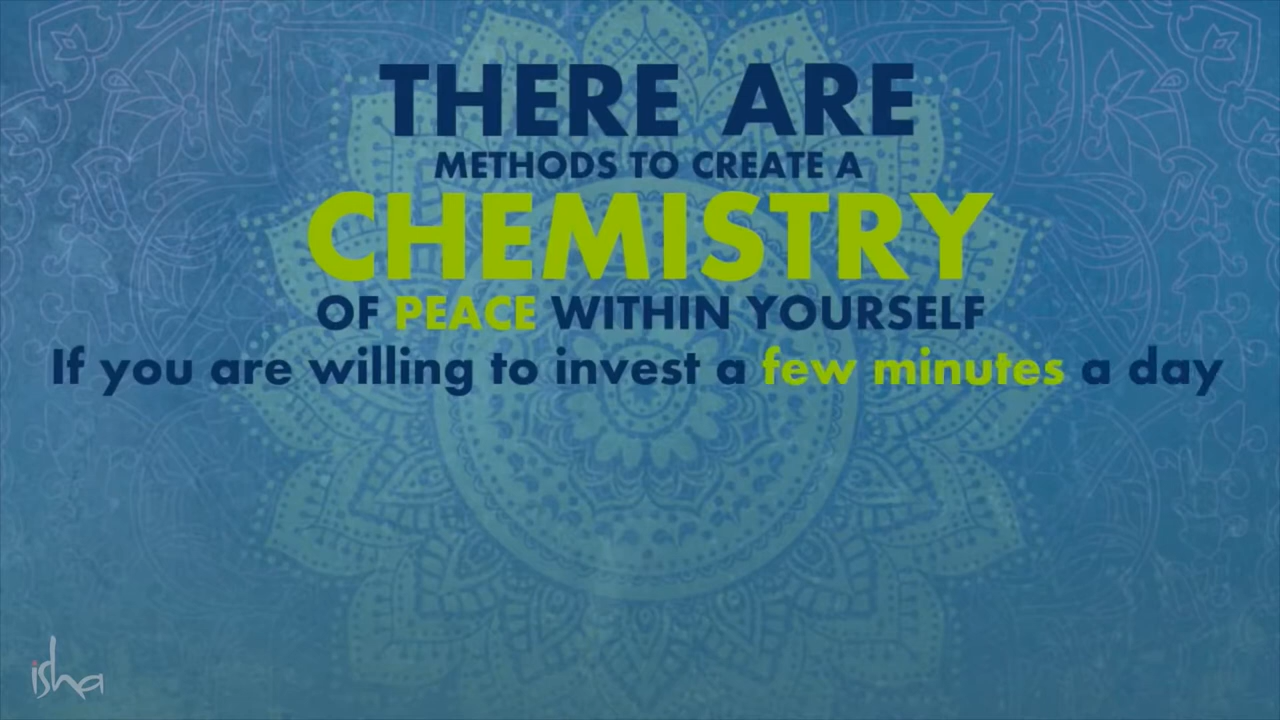 THERE ARE
METHODS TO CREATE A
CHEMISTRY
OF PEACE WITHIN YOURSELF
If you are willing to invest a few minutes a day
isha